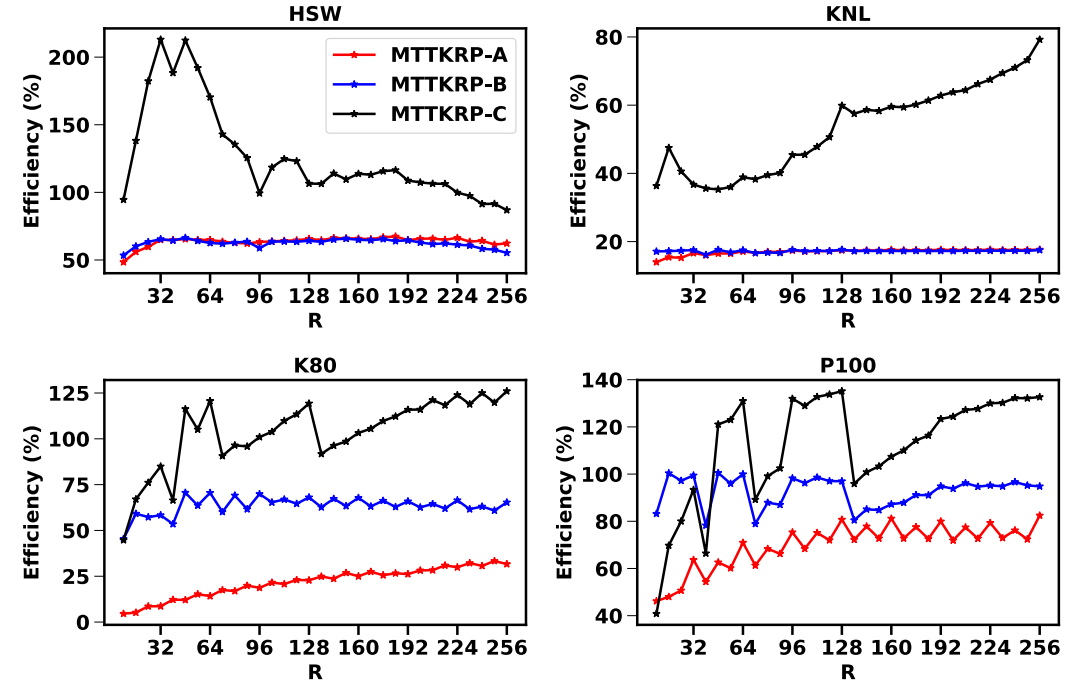 HSW
Efficiency (%)
200
150
100
50
MTTKRP-A
MTTKRP-B
MTTKRP-C
32 64 96 128 160 192 224 256
R
KNL
Efficiency (%)
80
60
40
20
32 64 96 128 160 192 224 256
R
K80
Efficiency (%)
125
100
75
50
25
0
32 64 96 128 160 192 224 256
R
P100
Efficiency (%)
140
120
100
80
60
40
32 64 96 128 160 192 224 256
R